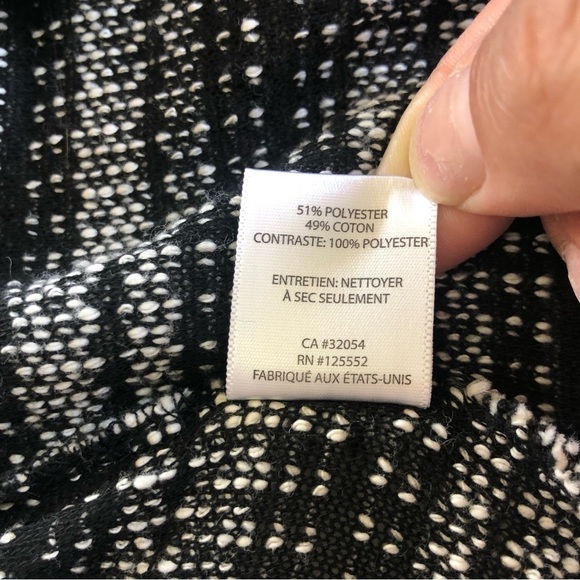 51% POLYESTER
49% COTON
CONTRASTE: 100% POLYESTER
ENTRETIEN: NETTOYER
À SEC SEULEMENT
CA #32054
RN #125552
FABRIQUÉ AUX ÉTATS-UNIS